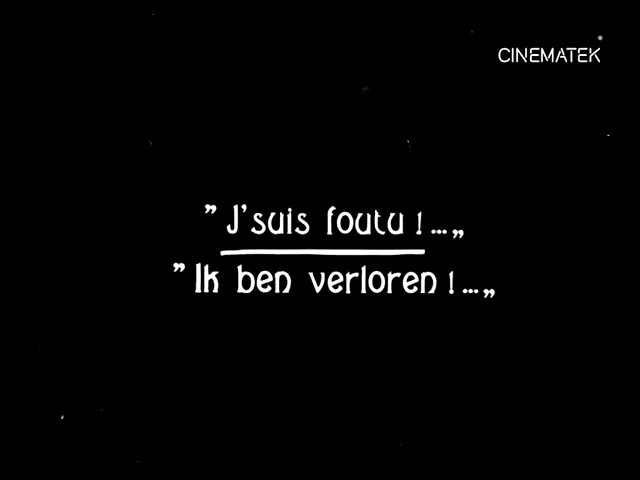 CINEMATEK
”J'suis foutu !...„
”Ik ben verloren !...„